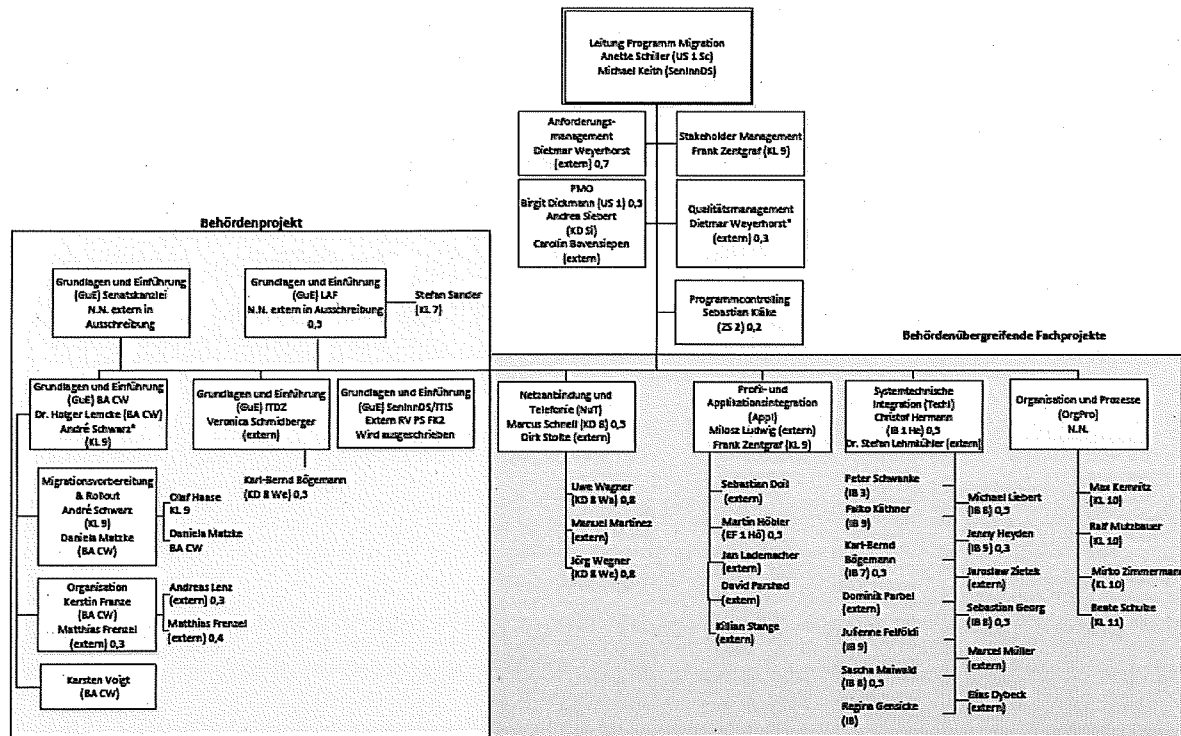 Leitung Programm Migration
Anette Schiller (US 1 Sc)
Michael Keith (SenInnDS)
Anforderungs-
management
Dietmar Weyerhorst
(extern) 0,7
Stakeholder Management
Frank Zentgraf (KL 9)
PMO
Birgit Dickmann (US 1) 0,5
Andrea Siebert
(KD Si)
Carolin Bavensiepen
(extern)
Qualitätsmanagement
Dietmar Weyerhorst*
(extern) 0,3
Programmcontrolling
Sebastian
(ZS 2) 0,2
Behördenprojekt
Grundlagen und Einführung
(GuE) Senatskanzlei
N.N. extern in
Ausschreibung
Grundlagen und Einführung
(GuE) LAF
N.N. extern in Ausschreibung
0,5
Stefan Sander
(KL 7)
Behördenübergreifende Fachprojekte
Grundlagen und Einführung
(GuE) BA CW
Dr. Holger Lemcke (BA CW)
André Schwarz*
(KL 9)
Grundlagen und Einführung
(GuE) ITDZ
Veronica Schmidberger
(extern)
Grundlagen und Einführung
(GuE) SenInnDS/ITIS
Extern RV PS FK2
Wird ausgeschrieben
Karl-Bernd Bögemann
(KD 8 We) 0,5
Migrationsvorbereitung
& Rollout
André Schwarz
(KL 9)
Daniela Matzke
(BA CW)
Olaf Haase
KL 9
Daniela Matzke
BA CW
Organisation
Kerstin Franze
(BA CW)
Matthias Frenzel
(extern) 0,3
Andreas Lenz
(extern) 0,3
Matthias Frenzel
(extern) 0,4
Karsten Voigt
(BA CW)
Netzanbindung und
Telefonie (NuT)
Marcus Schnell (KD 8) 0,5
Dirk Stolte (extern)
Uwe Wagner
(KD 8 Wa) 0,8
Manuel Martinez
(extern)
Jörg Wegner
(KD 8 We) 0,8
Profil- und
Applikationsintegration
(AppI)
Milosz Ludwig (extern)
Frank Zentgraf (KL 9)
Sebastian
(extern)
Martin Höbler
(EF 1 Hö) 0,5
Jan Lademacher
(extern)
David Parshad
(extern)
Killian Stange
(extern)
Systemtechnische
Integration (TechI)
Christof Hermann
(IB 1 He) 0,5
Dr. Stefan Lehmkühler (extern)
Peter Schwanke
(IB 3)
Falko Käthner
(IB 9)
Karl-Bernd
Bögemann
(IB 7) 0,5
Dominik Parbel
(extern)
Julienne Felföldi
(IB 9)
Sascha Maiwald
(IB 8) 0,5
Regina Gensicke
(IB)
Michael Liebert
(IB 8) 0,5
Jenny Heyden
(IB 9) 0,3
Jaroslaw Zietek
(extern)
Sebastian Georg
(IB 8) 0,5
Marcel Müller
(extern)
Elias Dybeck
(extern)
Organisation und Prozesse
(OrgPro)
N.N.
Max Kemnitz
(KL 10)
Ralf Mutzbauer
(KL 10)
Mirko Zimmermann
(KL 10)
Beate Schulze
(KL 11)